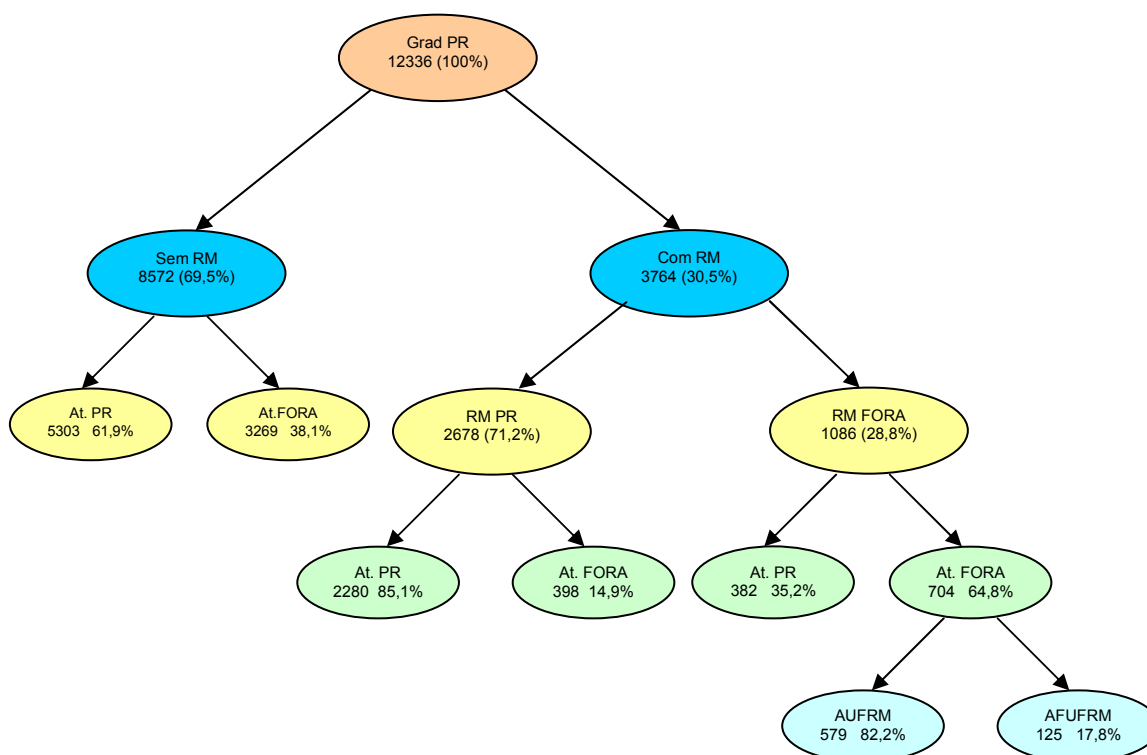 Grad PR
12336 (100%)
Sem RM
8572 (69,5%)
Com RM
3764 (30,5%)
At. PR
5303 61,9%
At.FORA
3269 38,1%
RM PR
2678 (71,2%)
RM FORA
1086 (28,8%)
At. PR
2280 85,1%
At. FORA
398 14,9%
At. PR
382 35,2%
At. FORA
704 64,8%
AUFRM
579 82,2%
AFUFRM
125 17,8%